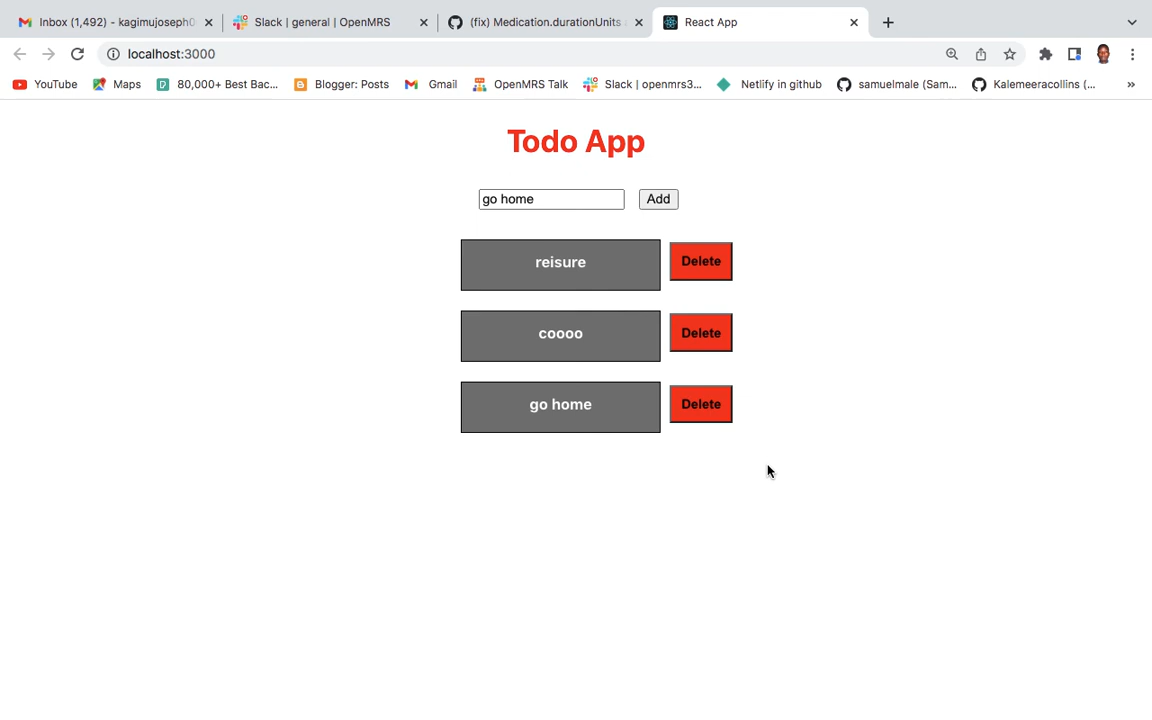 Inbox (1,492) - kagimujoseph0
Slack | general | OpenMRS
(fix) Medication.durationUnits
React App
localhost:3000
YouTube
Maps
80,000+ Best Bac...
Blogger: Posts
Gmail
OpenMRS Talk
Slack | openmrs3...
Netlify in github
samuelmale (Sam...
Kalemeeracollins (...
»
Todo App
go home
Add
reisure
Delete
coooo
Delete
go home
Delete